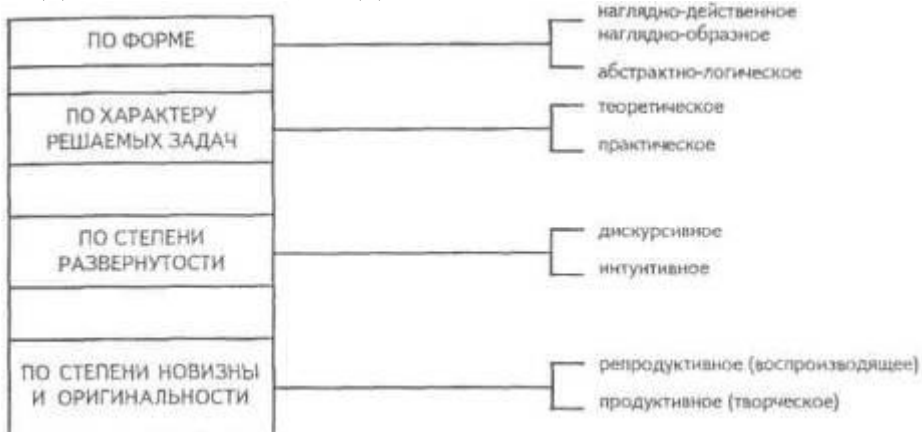 ПО ФОРМЕ
наглядно-действенное
наглядно-образное
абстрактно-логическое
ПО ХАРАКТЕРУ
РЕШАЕМЫХ ЗАДАЧ
теоретическое
практическое
ПО СТЕПЕНИ
РАЗВЕРНУТОСТИ
дискурсивное
интуитивное
ПО СТЕПЕНИ НОВИЗНЫ
И ОРИГИНАЛЬНОСТИ
репродуктивное (воспроизводящее)
продуктивное (творческое)